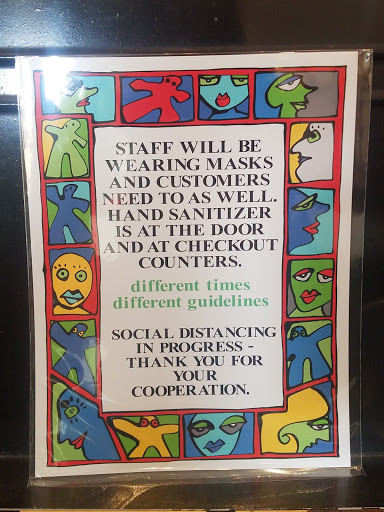 STAFF WILL BE
WEARING MASKS
AND CUSTOMERS
NEED TO AS WELL.
HAND SANITIZER
IS AT THE DOOR
AND AT CHECKOUT
COUNTERS.
different times
different guidelines
SOCIAL DISTANCING
IN PROGRESS -
THANK YOU FOR
YOUR
COOPERATION.